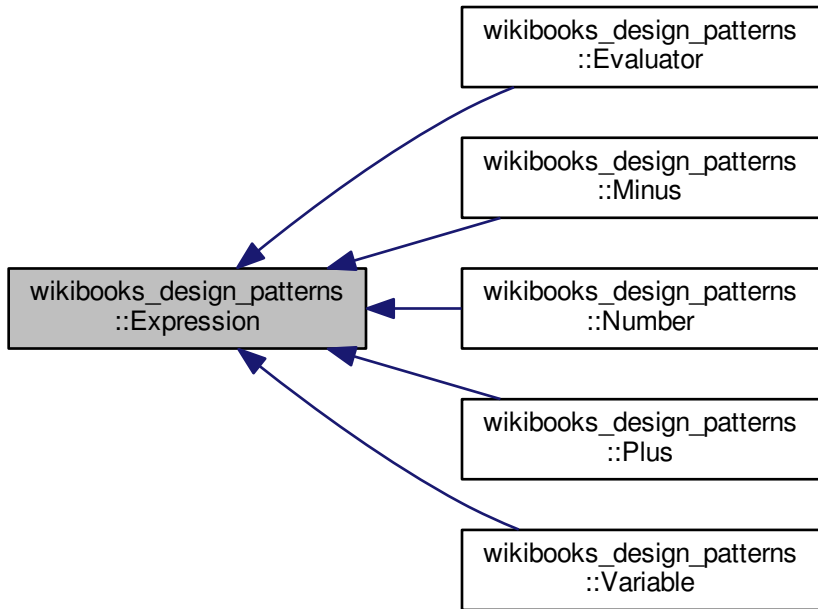 wikibooks_design_patterns
::Evaluator
wikibooks_design_patterns
::Minus
wikibooks_design_patterns
::Expression
wikibooks_design_patterns
::Number
wikibooks_design_patterns
::Plus
wikibooks_design_patterns
::Variable